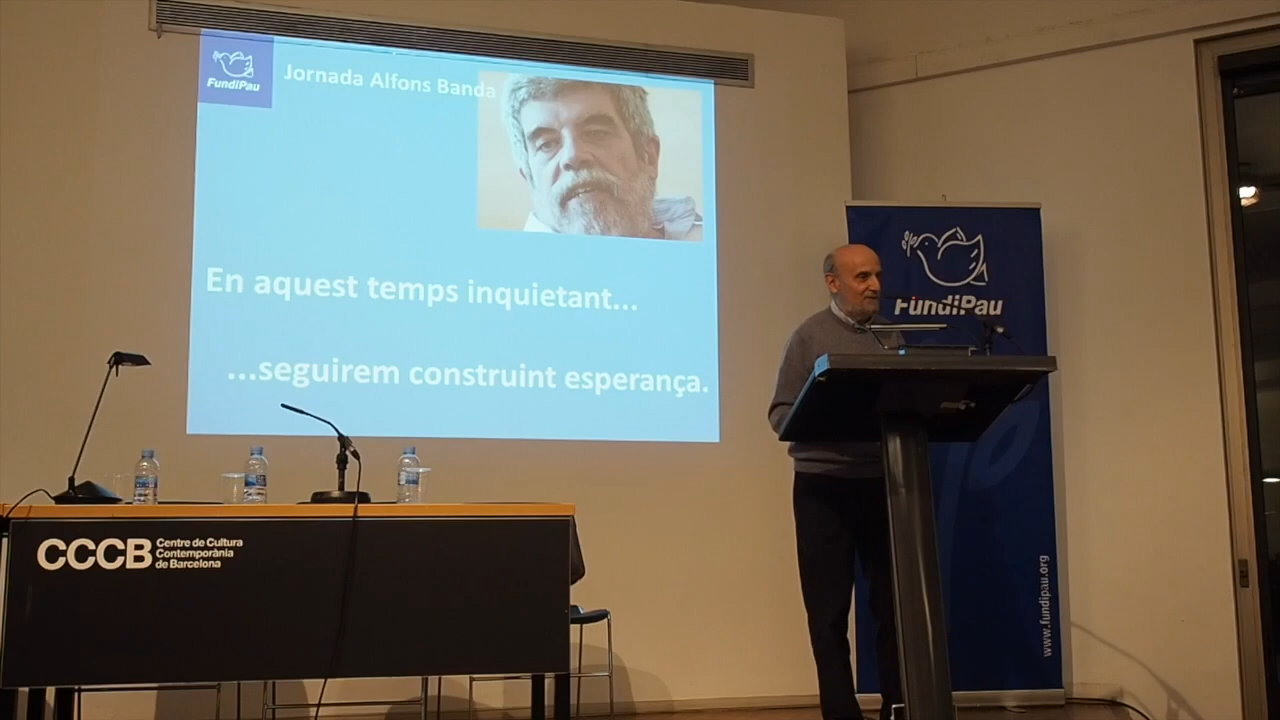 FundiPau
Jornada Alfons Banda
En aquest temps inquietant...
...seguirem construint esperança.
FundiPau
www.fundipau.org
CCCB
Centre de Cultura
Contemporània
de Barcelona